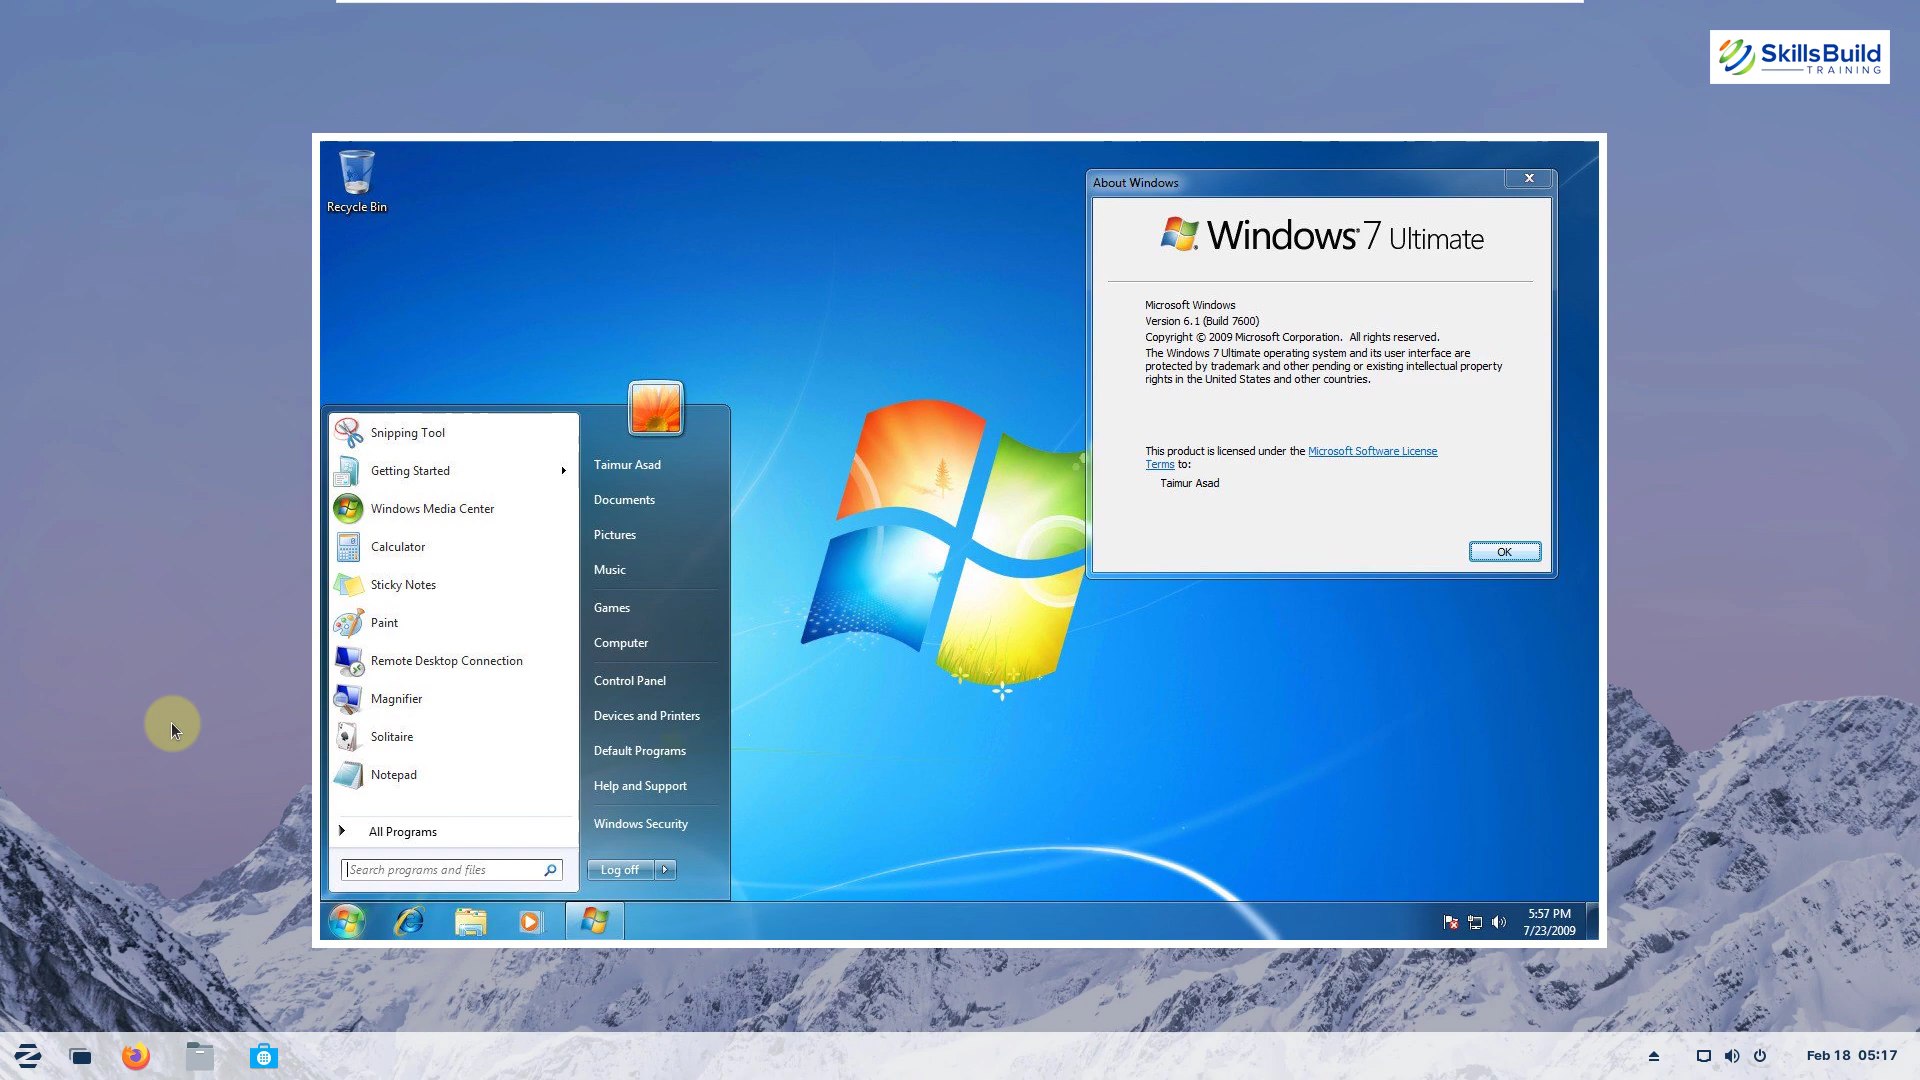 SkillsBuild
TRAINING
Recycle Bin
About Windows
Windows 7 Ultimate
Microsoft Windows
Version 6.1 (Build 7600)
Copyright © 2009 Microsoft Corporation. All rights reserved.
The Windows 7 Ultimate operating system and its user interface are
protected by trademark and other pending or existing intellectual property
rights in the United States and other countries.
This product is licensed under the Microsoft Software License
Terms to:
Taimur Asad
OK
Snipping Tool
Getting Started
Windows Media Center
Calculator
Sticky Notes
Paint
Remote Desktop Connection
Magnifier
Solitaire
Notepad
All Programs
Search programs and files
Taimur Asad
Documents
Pictures
Music
Games
Computer
Control Panel
Devices and Printers
Default Programs
Help and Support
Windows Security
Log off
5:57 PM
7/23/2009
Feb 18 05:17